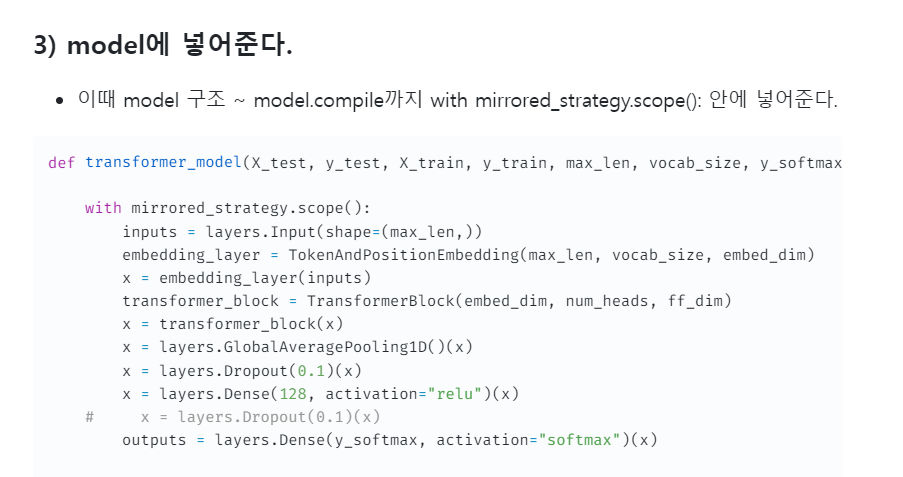 3) model에 넣어준다.
• 이때 model 구조 ~ model.compile까지 with mirrored_strategy.scope(): 안에 넣어준다.
def transformer_model(X_test, y_test, X_train, y_train, max_len, vocab_size, y_softmax
    with mirrored_strategy.scope():
        inputs = layers.Input(shape=(max_len,))
        embedding_layer = TokenAndPositionEmbedding(max_len, vocab_size, embed_dim)
        x = embedding_layer(inputs)
        transformer_block = TransformerBlock(embed_dim, num_heads, ff_dim)
        x = transformer_block(x)
        x = layers.GlobalAveragePooling1D()(x)
        x = layers.Dropout(0.1)(x)
        x = layers.Dense(128, activation="relu")(x)
    #     x = layers.Dropout(0.1)(x)
        outputs = layers.Dense(y_softmax, activation="softmax")(x)